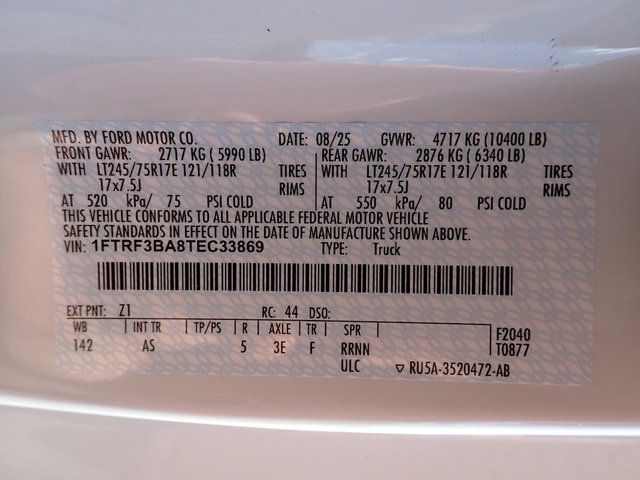 MFD. BY FORD MOTOR CO. DATE: 08/25 GVWR: 4717 KG (10400 LB)
FRONT GAWR: 2717 KG (5990 LB) REAR GAWR: 2876 KG (6340 LB)
WITH LT245/75R17E 121/118R TIRES WITH LT245/75R17E 121/118R TIRES
17x7.5J RIMS 17x7.5J RIMS
AT 520 kPa/ 75 PSI COLD AT 550 kPa/ 80 PSI COLD
THIS VEHICLE CONFORMS TO ALL APPLICABLE FEDERAL MOTOR VEHICLE
SAFETY STANDARDS IN EFFECT ON THE DATE OF MANUFACTURE SHOWN ABOVE.
VIN: 1FTRF3BA8TEC33869 TYPE: Truck
EXT PNT: Z1 RC: 44 DSO:
WB INT TR TP/PS R AXLE TR SPR F2040
142 AS 5 3E F RRNN T0877
ULC ▽ RU5A-3520472-AB